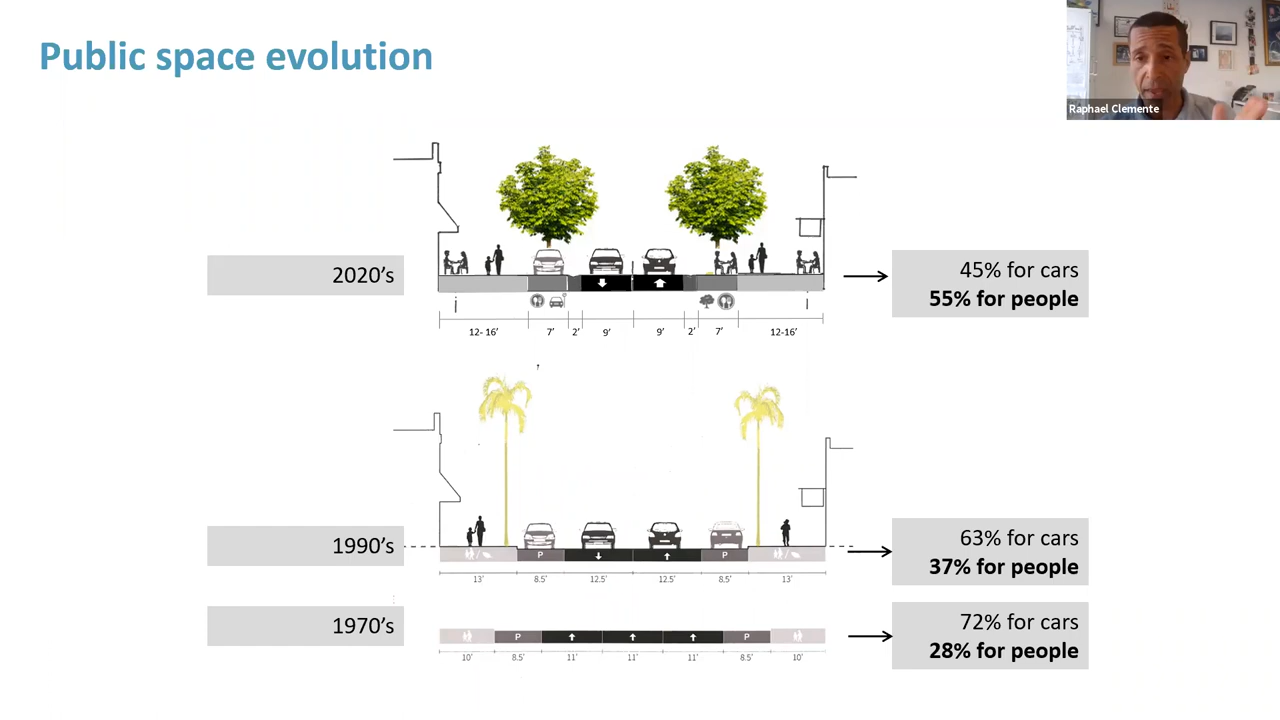 Public space evolution
Raphael Clemente
2020's
45% for cars
55% for people
12- 16' 7' 2' 9' 9' 2' 7' 12-16'
1990's
P P
63% for cars
37% for people
13' 8.5' 12.5' 12.5' 8.5' 13'
1970's
P P
72% for cars
28% for people
10' 8.5' 11' 11' 11' 8.5' 10'